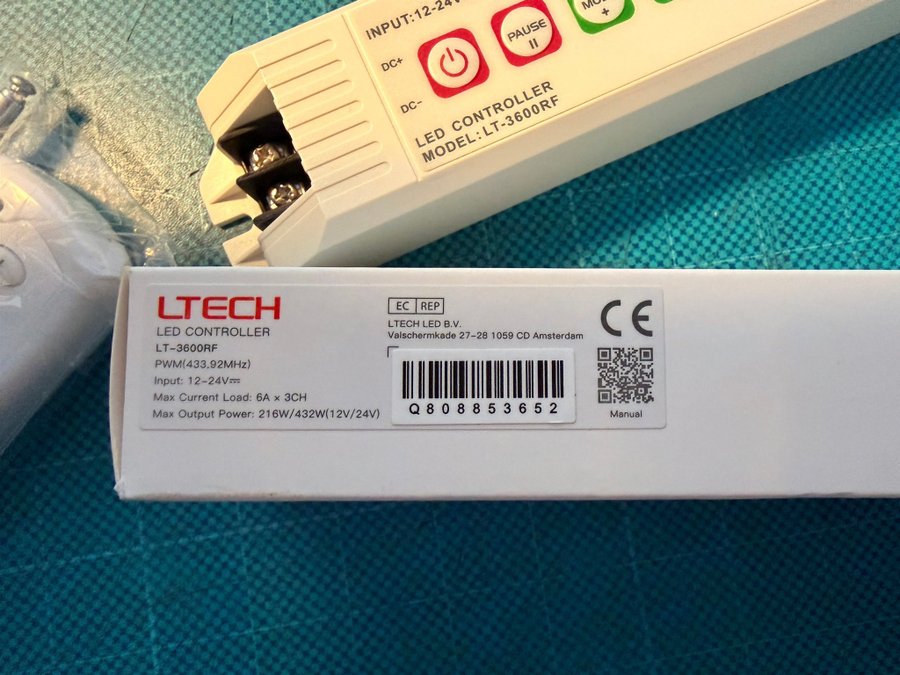 INPUT:12-24V
DC+
DC-
PAUSE
II
+
LED CONTROLLER
MODEL:LT-3600RF
LTECH
LED CONTROLLER
LT-3600RF
PWM(433.92MHz)
Input: 12-24V⎓
Max Current Load: 6A × 3CH
Max Output Power: 216W/432W(12V/24V)
EC REP
LTECH LED B.V.
Valschermkade 27-28 1059 CD Amsterdam
Q808853652
CE
Manual